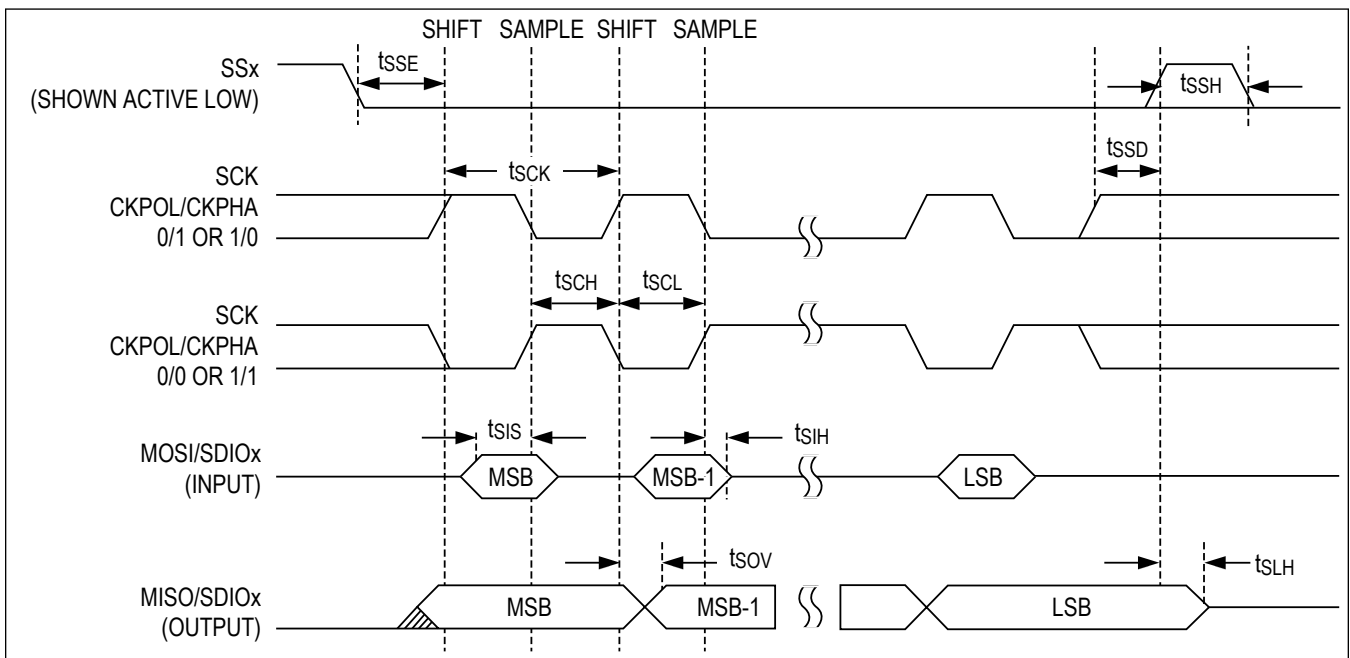 SHIFT SAMPLE SHIFT SAMPLE
SSx
(SHOWN ACTIVE LOW)
tSSE
tSSH
tSSD
SCK
CKPOL/CKPHA
0/1 OR 1/0
tSCK
tSCH
tSCL
SCK
CKPOL/CKPHA
0/0 OR 1/1
MOSI/SDIOx
(INPUT)
tSIS
tSIH
MSB
MSB-1
LSB
tSOV
tSLH
MISO/SDIOx
(OUTPUT)
MSB
MSB-1
LSB